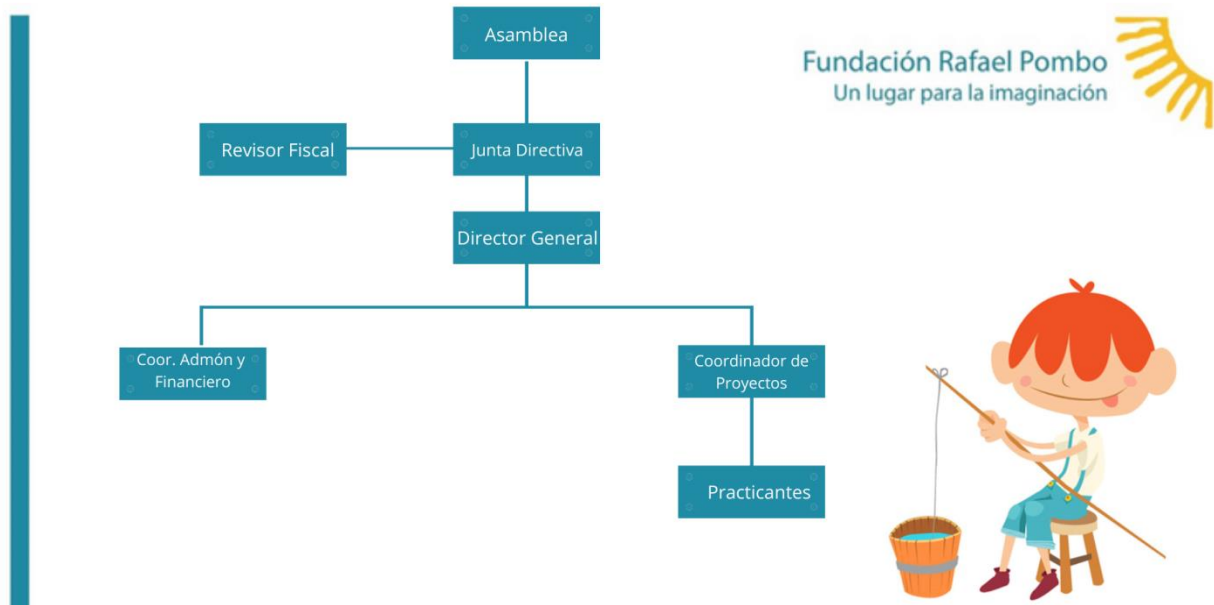 Asamblea
Fundación Rafael Pombo
Un lugar para la imaginación
Revisor Fiscal
Junta Directiva
Director General
Coor. Admón y
Financiero
Coordinador de
Proyectos
Practicantes